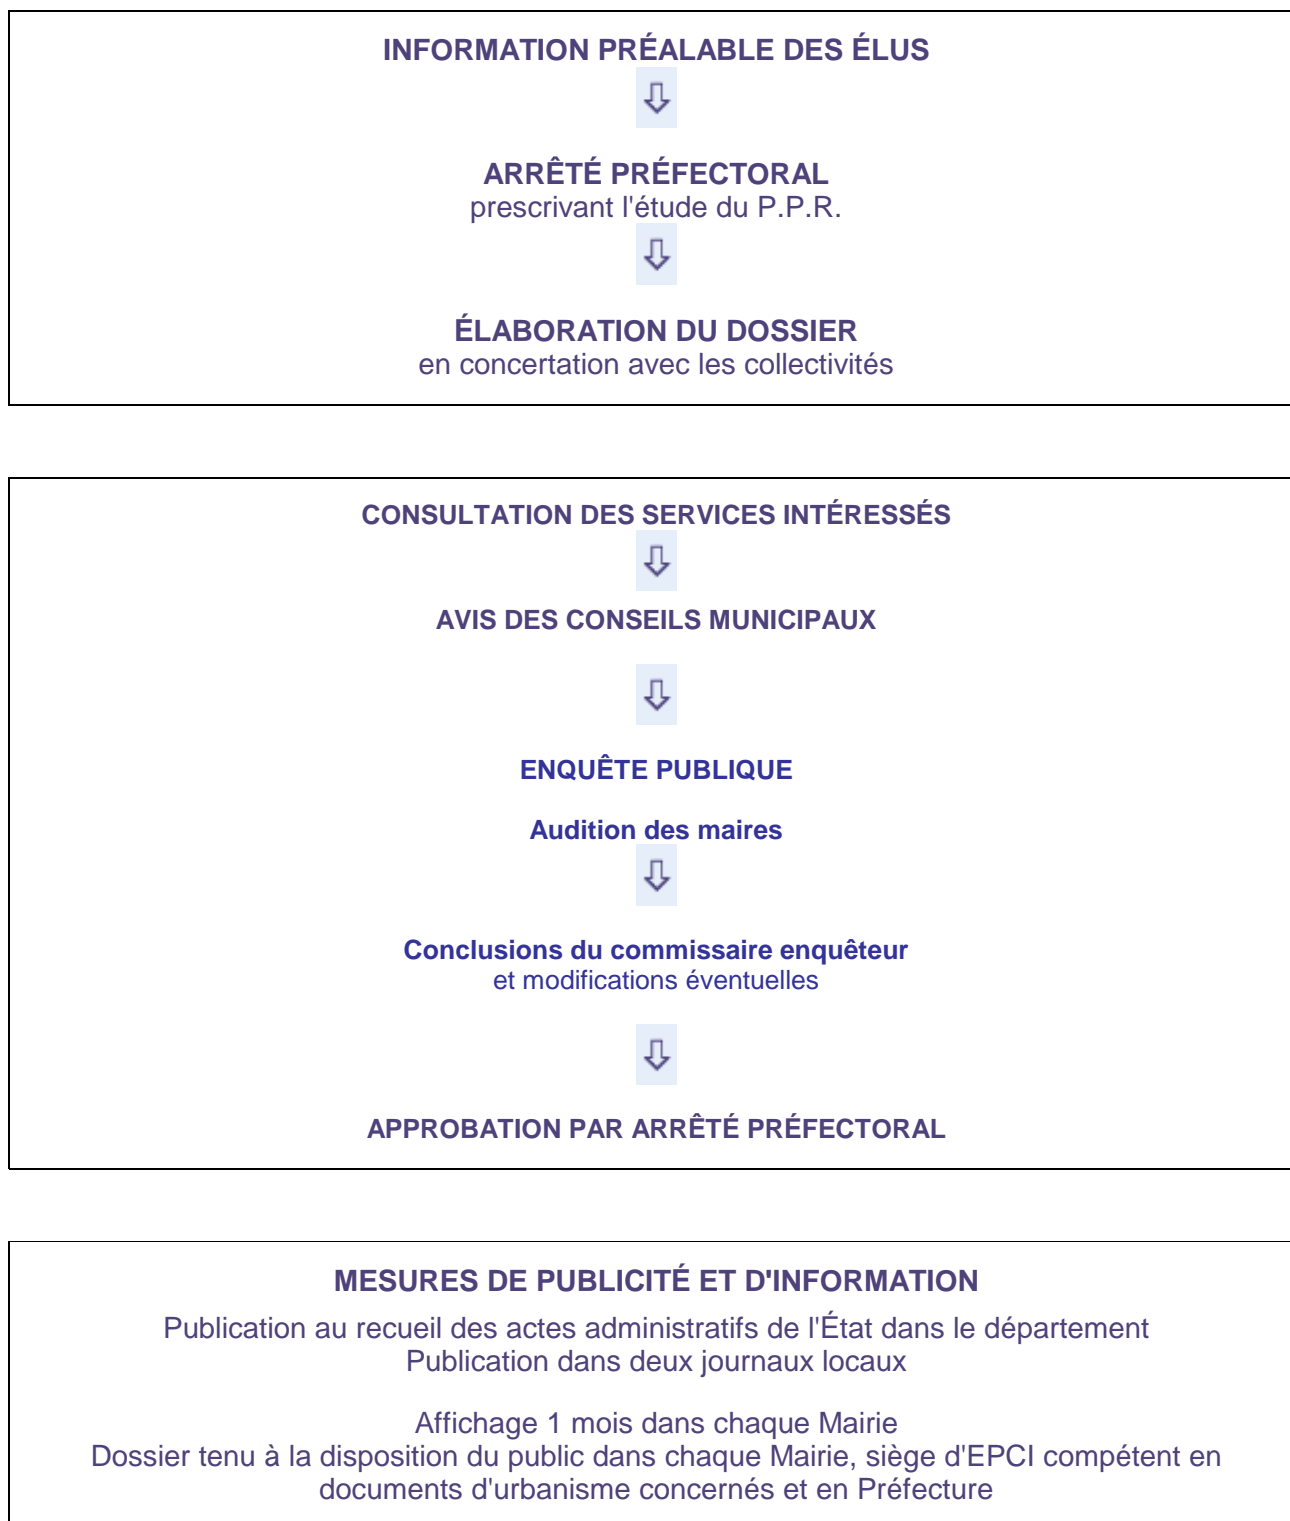 INFORMATION PRÉALABLE DES ÉLUS
ARRÊTÉ PRÉFECTORAL
prescrivant l'étude du P.P.R.
ÉLABORATION DU DOSSIER
en concertation avec les collectivités
CONSULTATION DES SERVICES INTÉRESSÉS
AVIS DES CONSEILS MUNICIPAUX
ENQUÊTE PUBLIQUE
Audition des maires
Conclusions du commissaire enquêteur
et modifications éventuelles
APPROBATION PAR ARRÊTÉ PRÉFECTORAL
MESURES DE PUBLICITÉ ET D'INFORMATION
Publication au recueil des actes administratifs de l'État dans le département
Publication dans deux journaux locaux
Affichage 1 mois dans chaque Mairie
Dossier tenu à la disposition du public dans chaque Mairie, siège d'EPCI compétent en
documents d'urbanisme concernés et en Préfecture